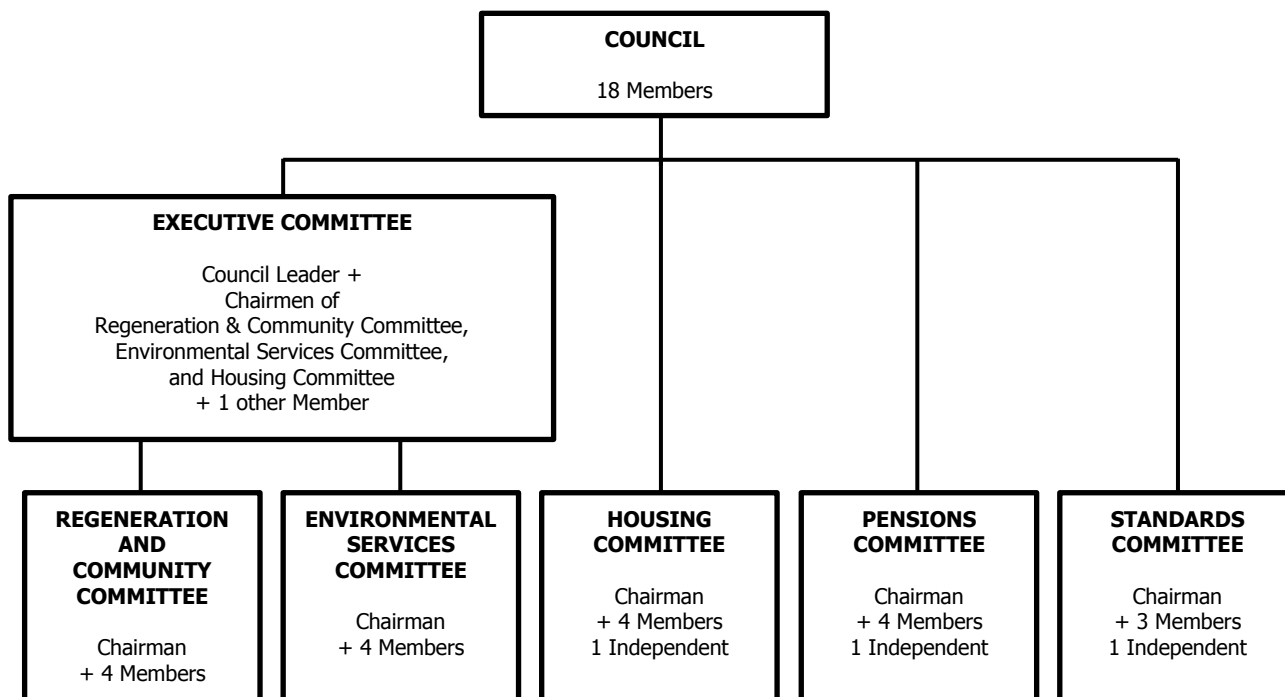 COUNCIL
18 Members
EXECUTIVE COMMITTEE
Council Leader +
Chairmen of
Regeneration & Community Committee,
Environmental Services Committee,
and Housing Committee
+ 1 other Member
REGENERATION
AND
COMMUNITY
COMMITTEE
Chairman
+ 4 Members
ENVIRONMENTAL
SERVICES
COMMITTEE
Chairman
+ 4 Members
HOUSING
COMMITTEE
Chairman
+ 4 Members
1 Independent
PENSIONS
COMMITTEE
Chairman
+ 4 Members
1 Independent
STANDARDS
COMMITTEE
Chairman
+ 3 Members
1 Independent